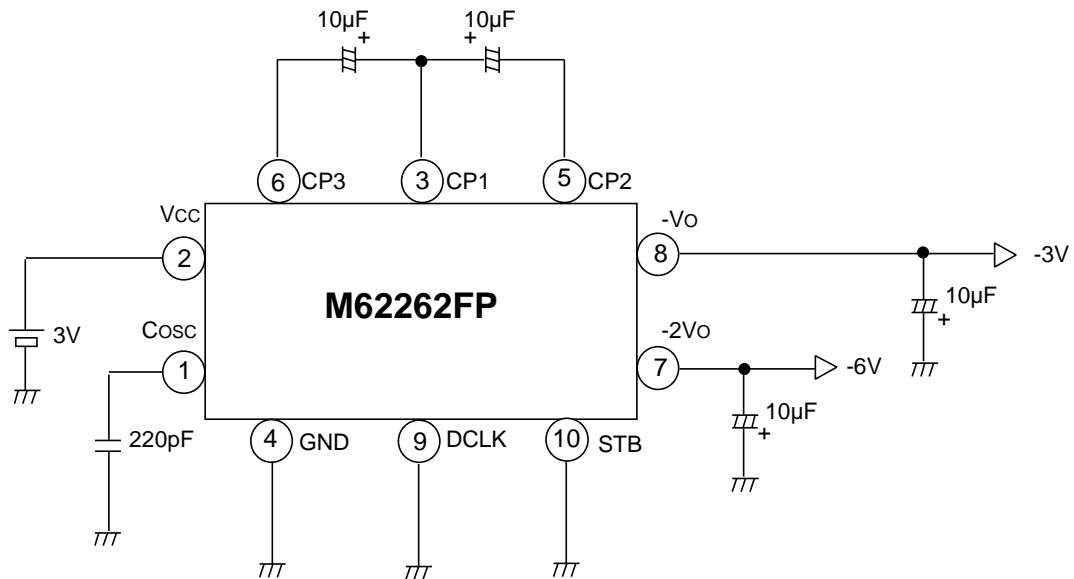 10µF 10µF
+ +
6 CP3 3 CP1 5 CP2
VCC -VO
2 8 -3V
M62262FP 10µF
+
3V COSC -2VO
1 7 -6V
10µF
+
220pF 4 GND 9 DCLK 10 STB